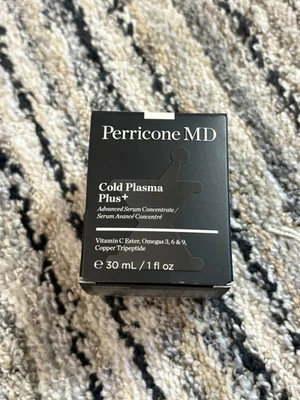 Perricone MD
Cold Plasma
Plus+
Advanced Serum Concentrate/
Serum Avancé Concentré
Vitamin C Ester, Omegas 3, 6 & 9,
Copper Tripeptide
℮ 30 mL / 1 fl oz